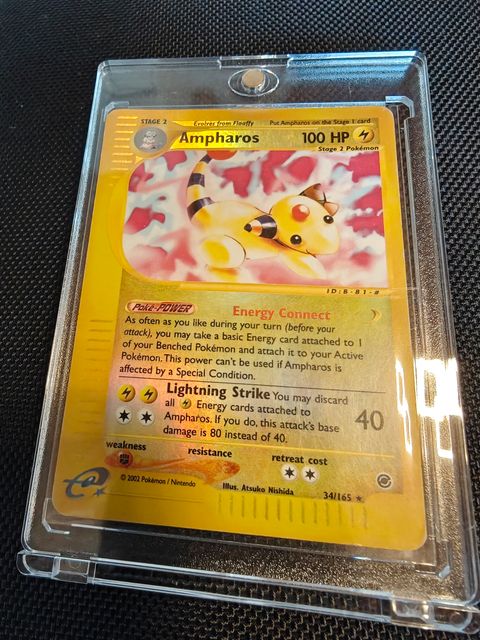 STAGE 2 Evolves from Flaaffy Put Ampharos on the Stage 1 card
Ampharos 100 HP
Stage 2 Pokémon
ID:B-81-#
Poké-POWER Energy Connect
As often as you like during your turn (before your
attack), you may take a basic Energy card attached to 1
of your Benched Pokémon and attach it to your Active
Pokémon. This power can't be used if Ampharos is
affected by a Special Condition.
Lightning Strike You may discard
all Energy cards attached to
Ampharos. If you do, this attack's base
damage is 80 instead of 40.
40
weakness resistance retreat cost
e
© 2002 Pokémon / Nintendo Illus. Atsuko Nishida 34/165 ★